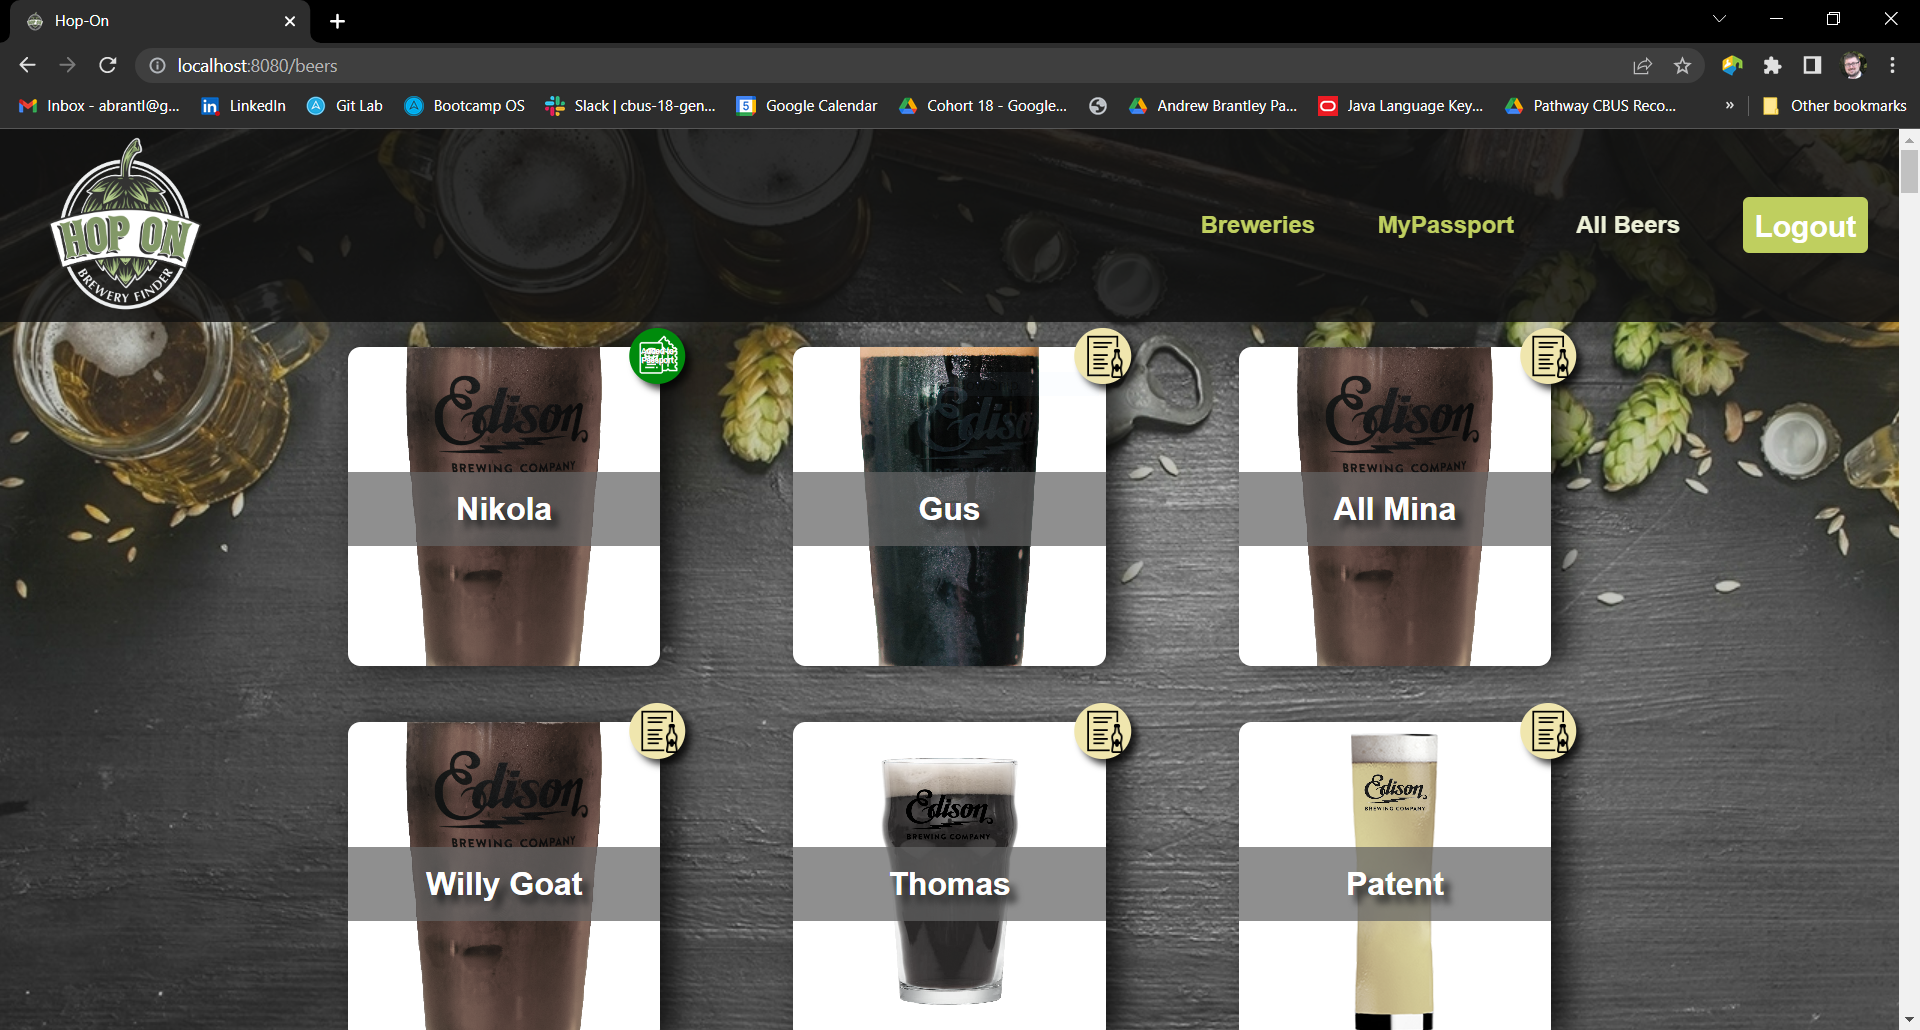 Hop-On
localhost:8080/beers
Inbox - abrantl@g...
LinkedIn
Git Lab
Bootcamp OS
Slack | cbus-18-gen...
5
Google Calendar
Cohort 18 - Google...
Andrew Brantley Pa...
Java Language Key...
Pathway CBUS Reco...
»
Other bookmarks
HOP ON
BREWERY FINDER
Breweries
MyPassport
All Beers
Logout
Edison
BREWING COMPANY
Nikola
Edison
Gus
Edison
BREWING COMPANY
All Mina
Edison
BREWING COMPANY
Willy Goat
Edison
BREWING COMPANY
Thomas
Edison
BREWING COMPANY
Patent